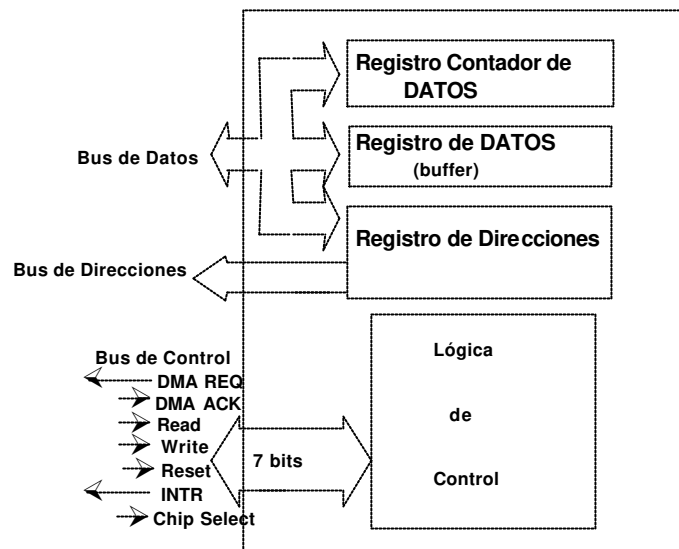 Registro Contador de
DATOS
Bus de Datos
Registro de DATOS
(buffer)
Registro de Direcciones
Bus de Direcciones
Bus de Control
DMA REQ
DMA ACK
Read
Write
Reset
INTR
Chip Select
7 bits
Lógica
de
Control